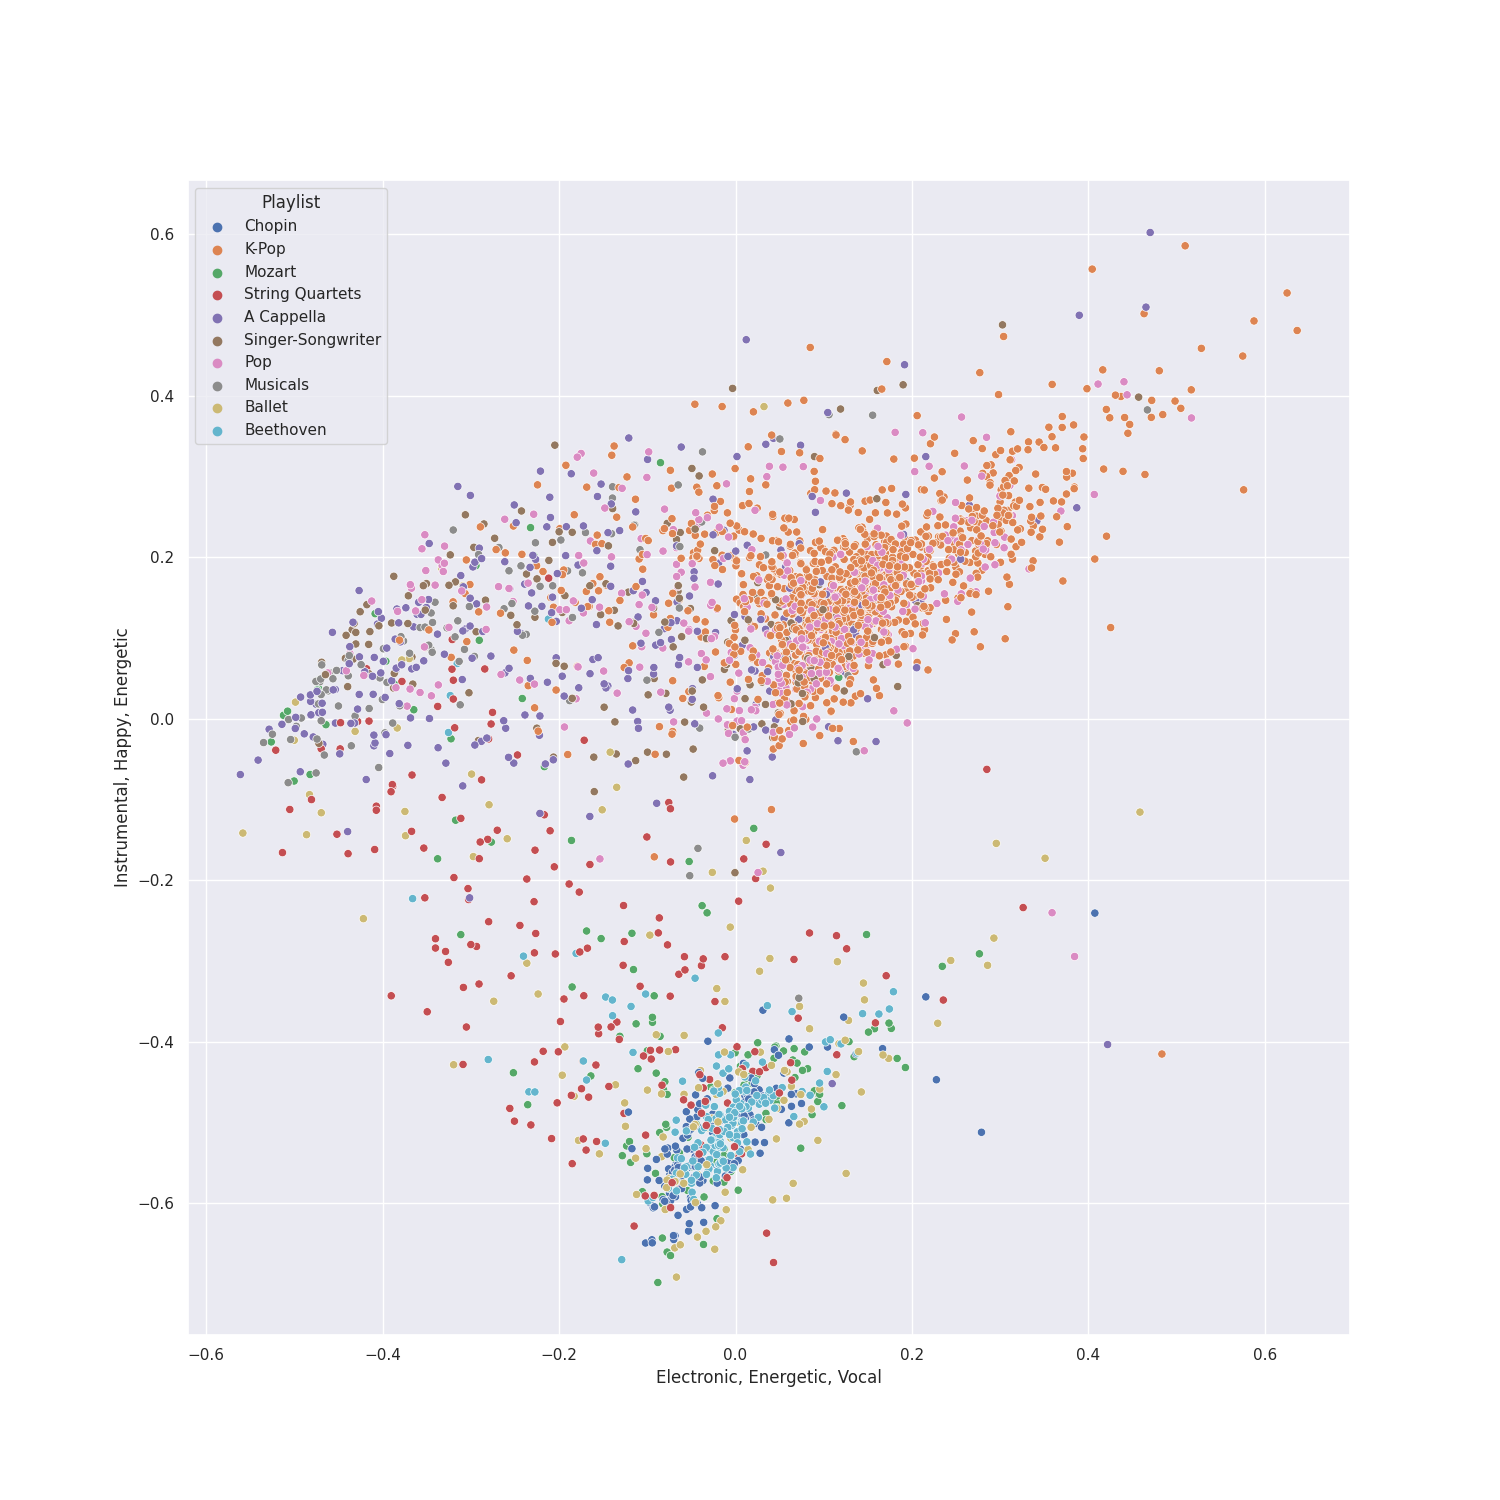 Playlist
Chopin
K-Pop
Mozart
String Quartets
A Cappella
Singer-Songwriter
Pop
Musicals
Ballet
Beethoven
0.6
0.4
0.2
0.0
−0.2
−0.4
−0.6
Instrumental, Happy, Energetic
−0.6
−0.4
−0.2
0.0
0.2
0.4
0.6
Electronic, Energetic, Vocal